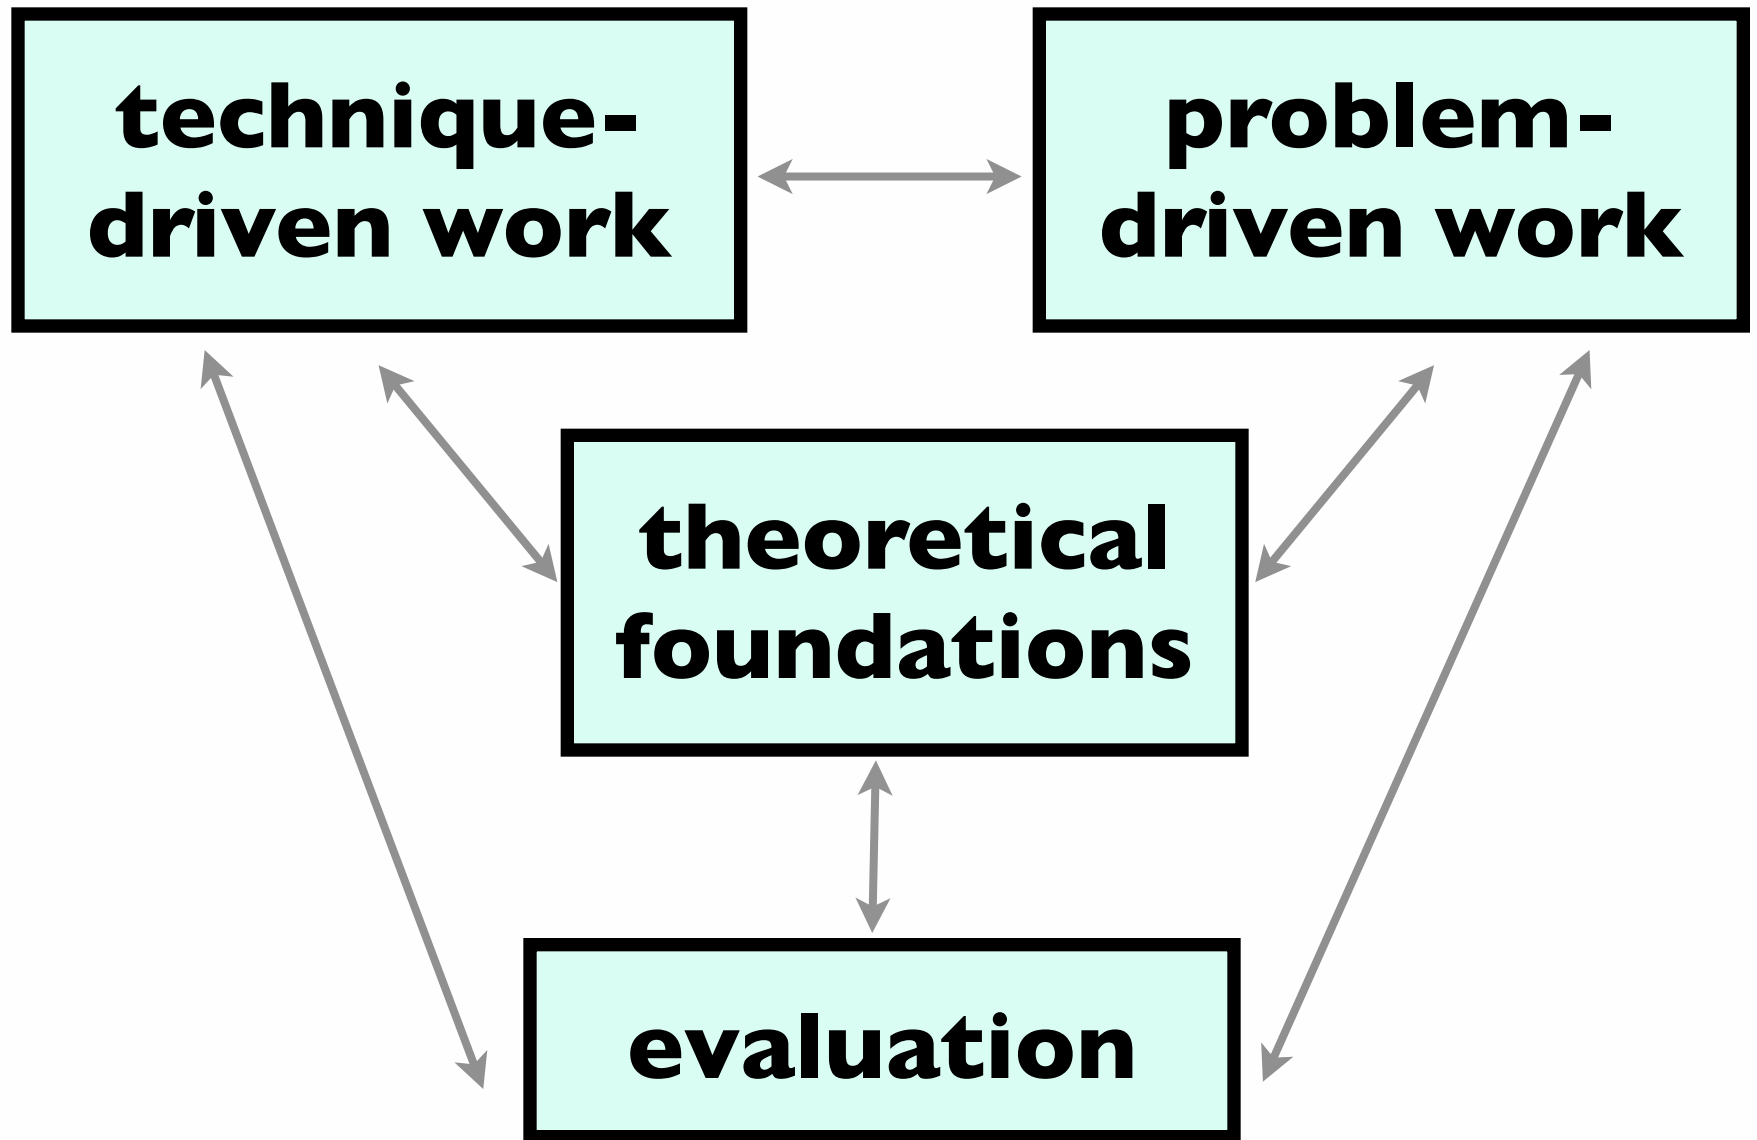 technique-
driven work
problem-
driven work
theoretical
foundations
evaluation